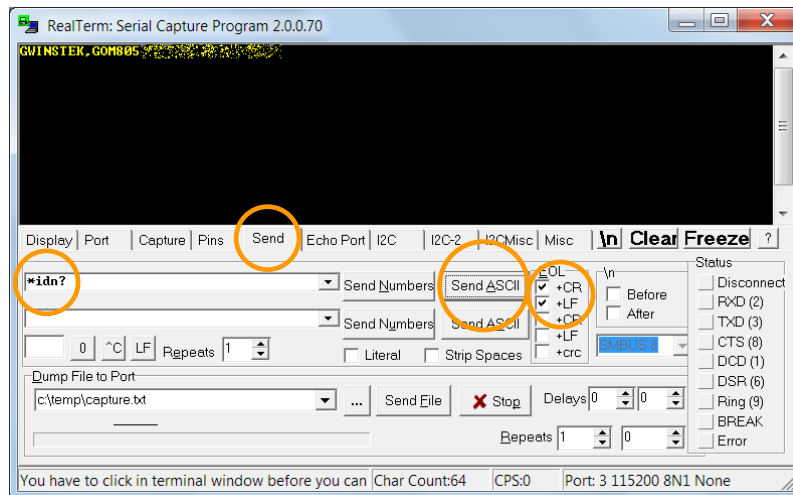 RealTerm: Serial Capture Program 2.0.0.70
GWINSTEK,GOM805
Display Port Capture Pins Send Echo Port I2C I2C-2 I2CMisc Misc \n Clear Freeze ?
EOL \n Status
*idn? Send Numbers Send ASCII +CR Before Disconnect
+LF After RXD (2)
Send Numbers Send ASCII +CR TXD (3)
0 ^C LF Repeats 1 Literal Strip Spaces +LF SMBUS 8 CTS (8)
+crc DCD (1)
Dump File to Port DSR (6)
c:\temp\capture.txt ... Send File Stop Delays 0 0 Ring (9)
BREAK
Repeats 1 0 Error
You have to click in terminal window before you can Char Count:64 CPS:0 Port: 3 115200 8N1 None